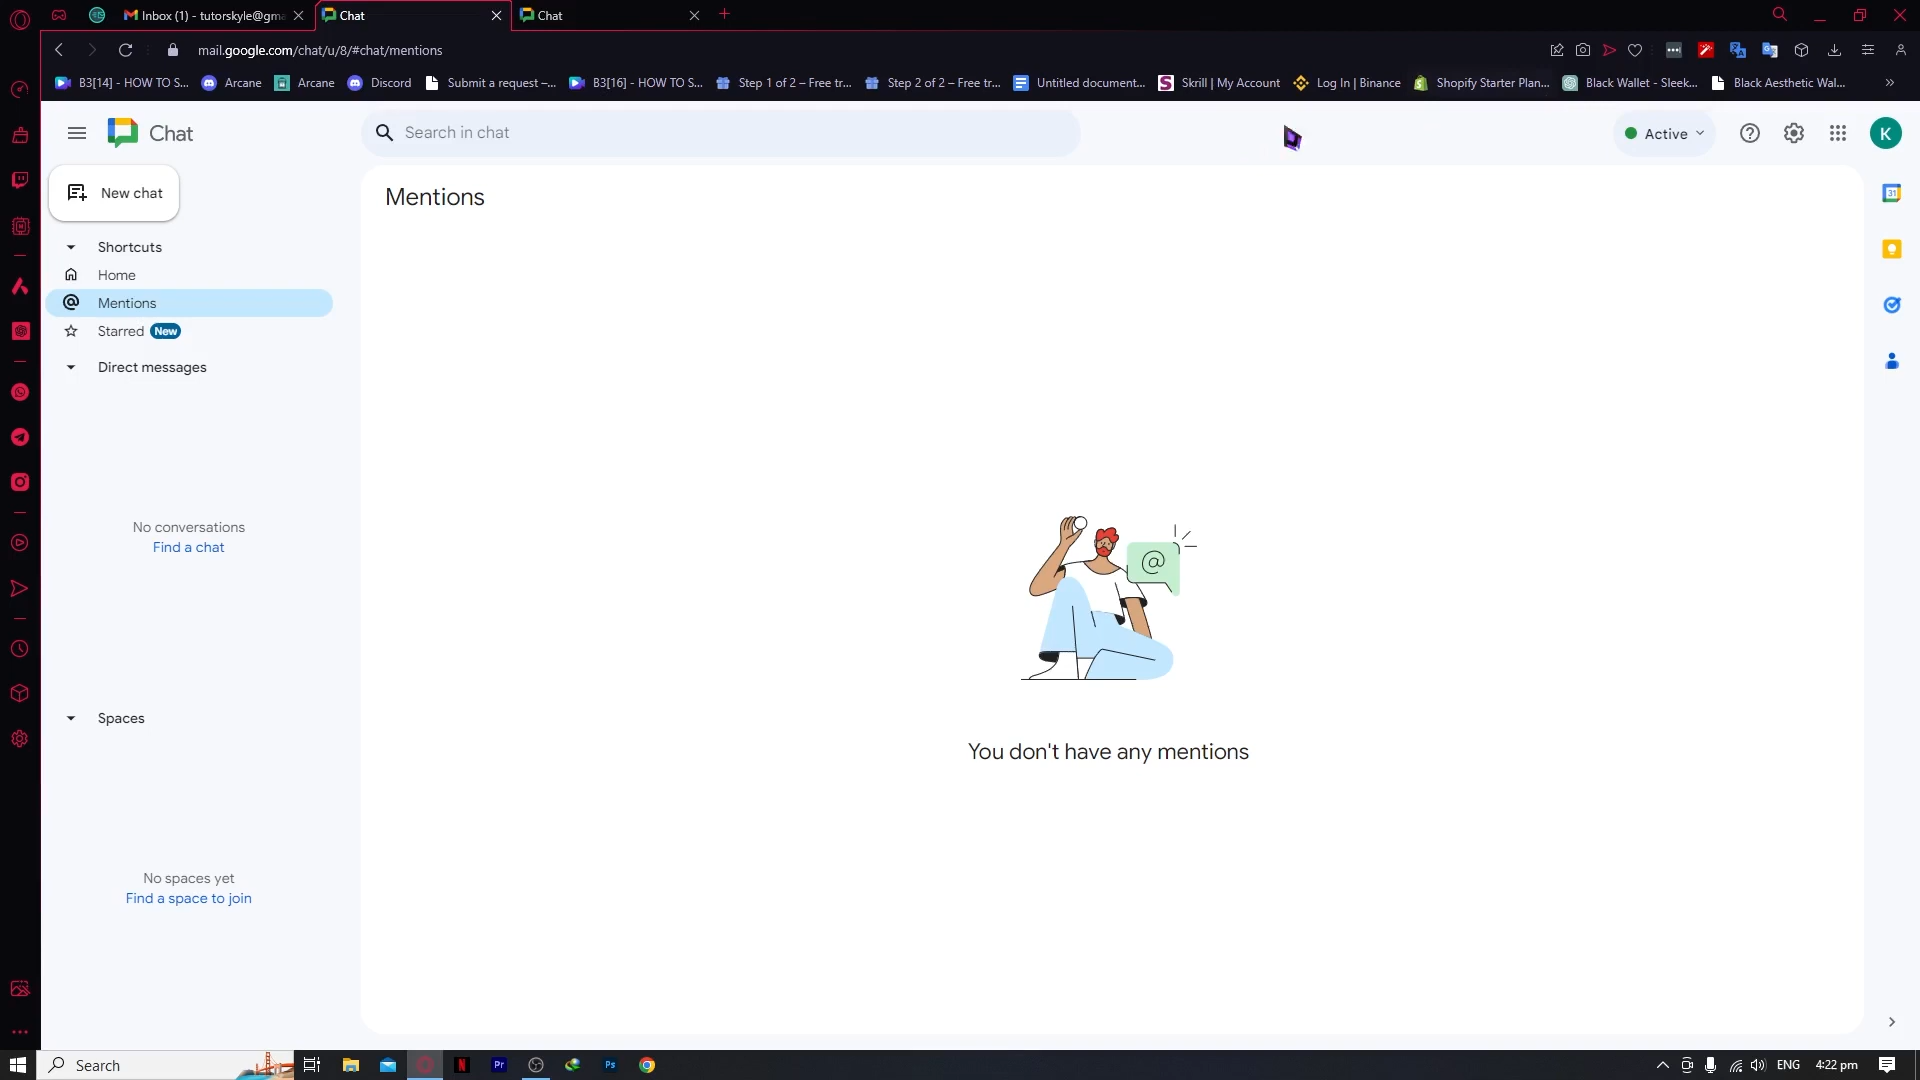 Inbox (1) - tutorskyle@gma
Chat
Chat
mail.google.com/chat/u/8/#chat/mentions
B3[14] - HOW TO S...
Arcane
Arcane
Discord
Submit a request –...
B3[16] - HOW TO S...
Step 1 of 2 – Free tr...
Step 2 of 2 – Free tr...
Untitled document...
Skrill | My Account
Log In | Binance
Shopify Starter Plan...
Black Wallet - Sleek...
Black Aesthetic Wal...
Chat
Search in chat
Active
K
New chat
Mentions
Shortcuts
Home
Mentions
Starred New
Direct messages
No conversations
Find a chat
@
You don't have any mentions
Spaces
No spaces yet
Find a space to join
31
Search
N
Pr
Ps
ENG
4:22 pm